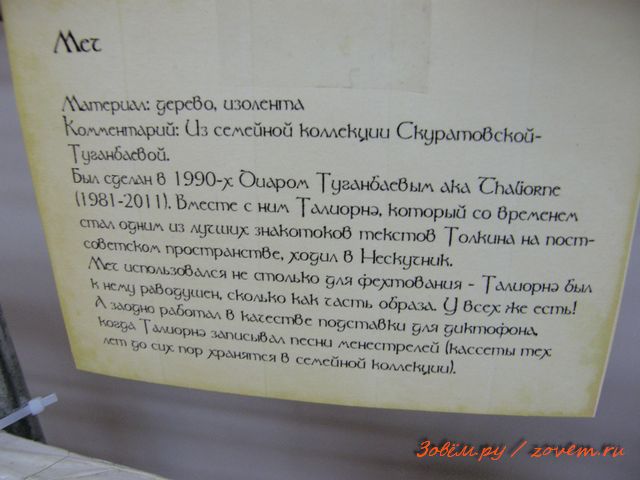 Меч
Материал: дерево, изолента
Комментарий: Из семейной коллекции Скуратовской-
Туганбаевой.
Был сделан в 1990-х Диаром Туганбаевым ака Thaliorne
(1981-2011). Вместе с ним Талиорнэ, который со временем
стал одним из лучших знакотоков текстов Толкина на пост-
советском пространстве, ходил в Нескучник.
Меч использовался не столько для фехтования - Талиорнэ был
к нему раводушен, сколько как часть образа. У всех же есть!
А заодно работал в качестве подставки для диктофона,
когда Талиорнэ записывал песни менестрелей (кассеты тех
лет до сих пор хранятся в семейной коллекции).
Зовём.ру / zovem.ru